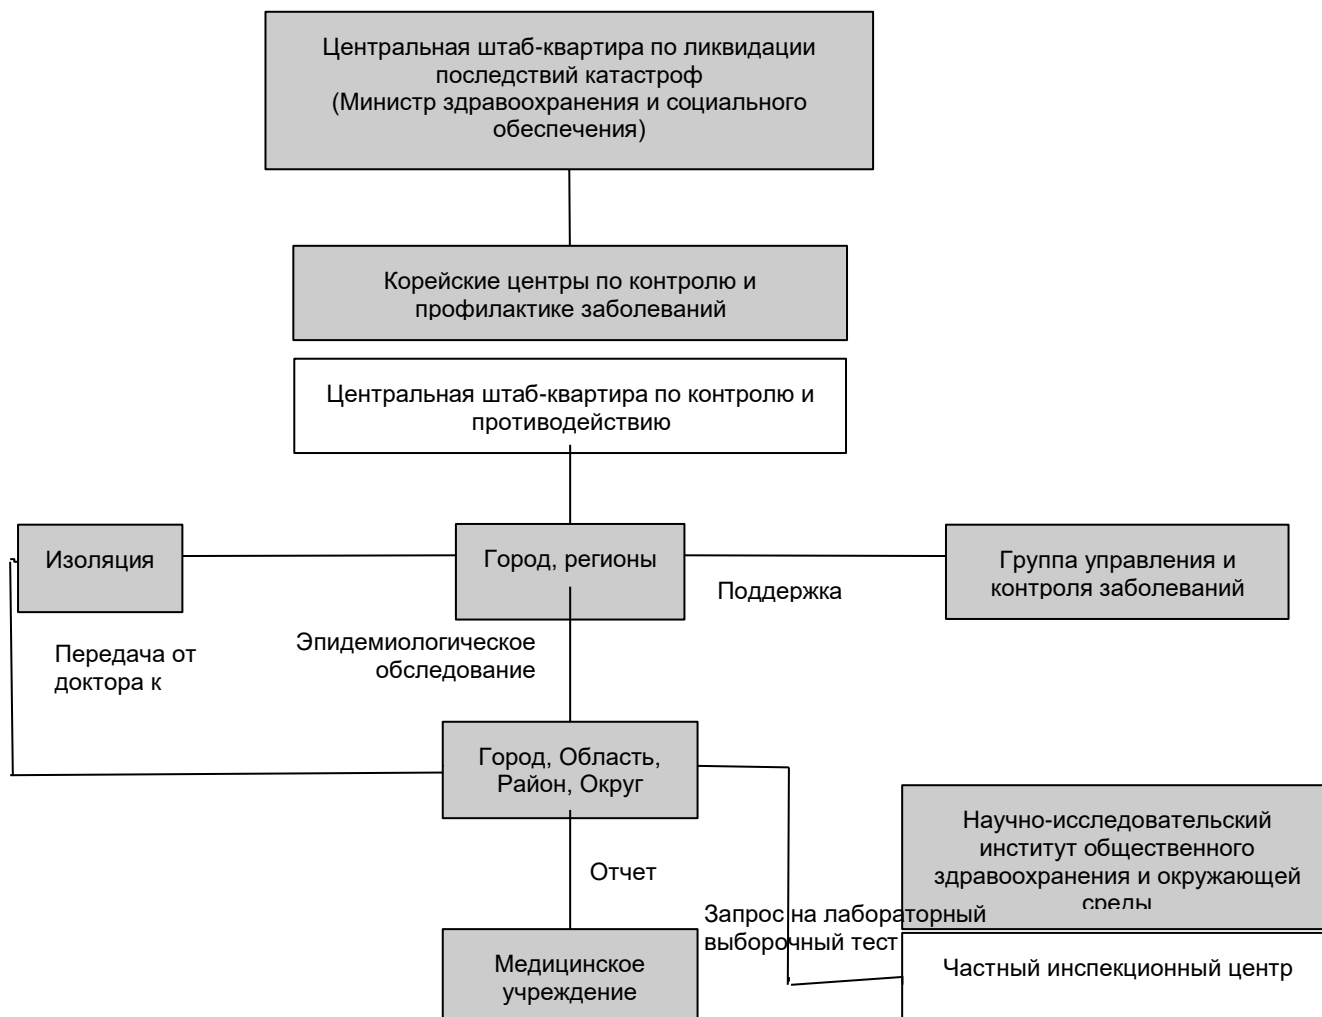 Центральная штаб-квартира по ликвидации
последствий катастроф
(Министр здравоохранения и социального
обеспечения)
Корейские центры по контролю и
профилактике заболеваний
Центральная штаб-квартира по контролю и
противодействию
Изоляция
Город, регионы
Группа управления и
контроля заболеваний
Поддержка
Эпидемиологическое
обследование
Передача от
доктора к
Город, Область,
Район, Округ
Научно-исследовательский
институт общественного
здравоохранения и окружающей
среды
Отчет
Запрос на лабораторный
выборочный тест
Медицинское
учреждение
Частный инспекционный центр